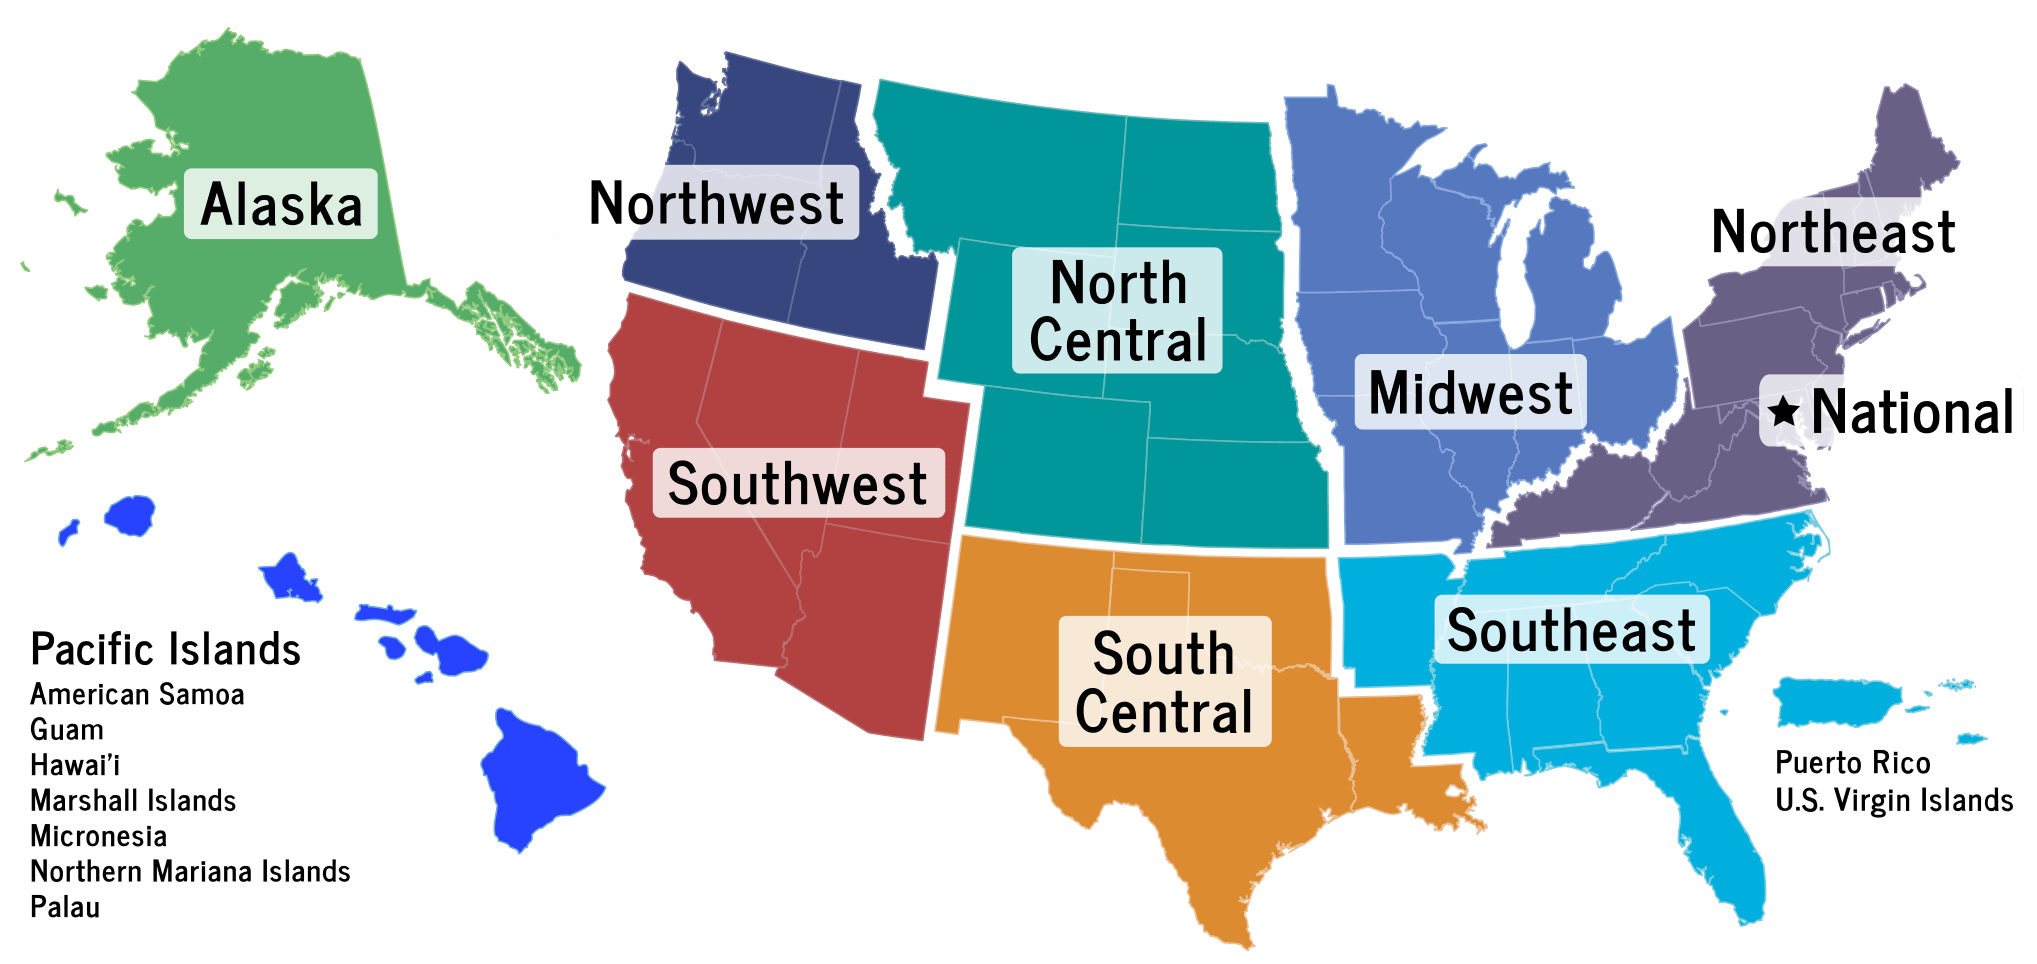 Alaska
Northwest
North
Central
Midwest
Northeast
National
Southwest
South
Central
Southeast
Pacific Islands
American Samoa
Guam
Hawai'i
Marshall Islands
Micronesia
Northern Mariana Islands
Palau
Puerto Rico
U.S. Virgin Islands